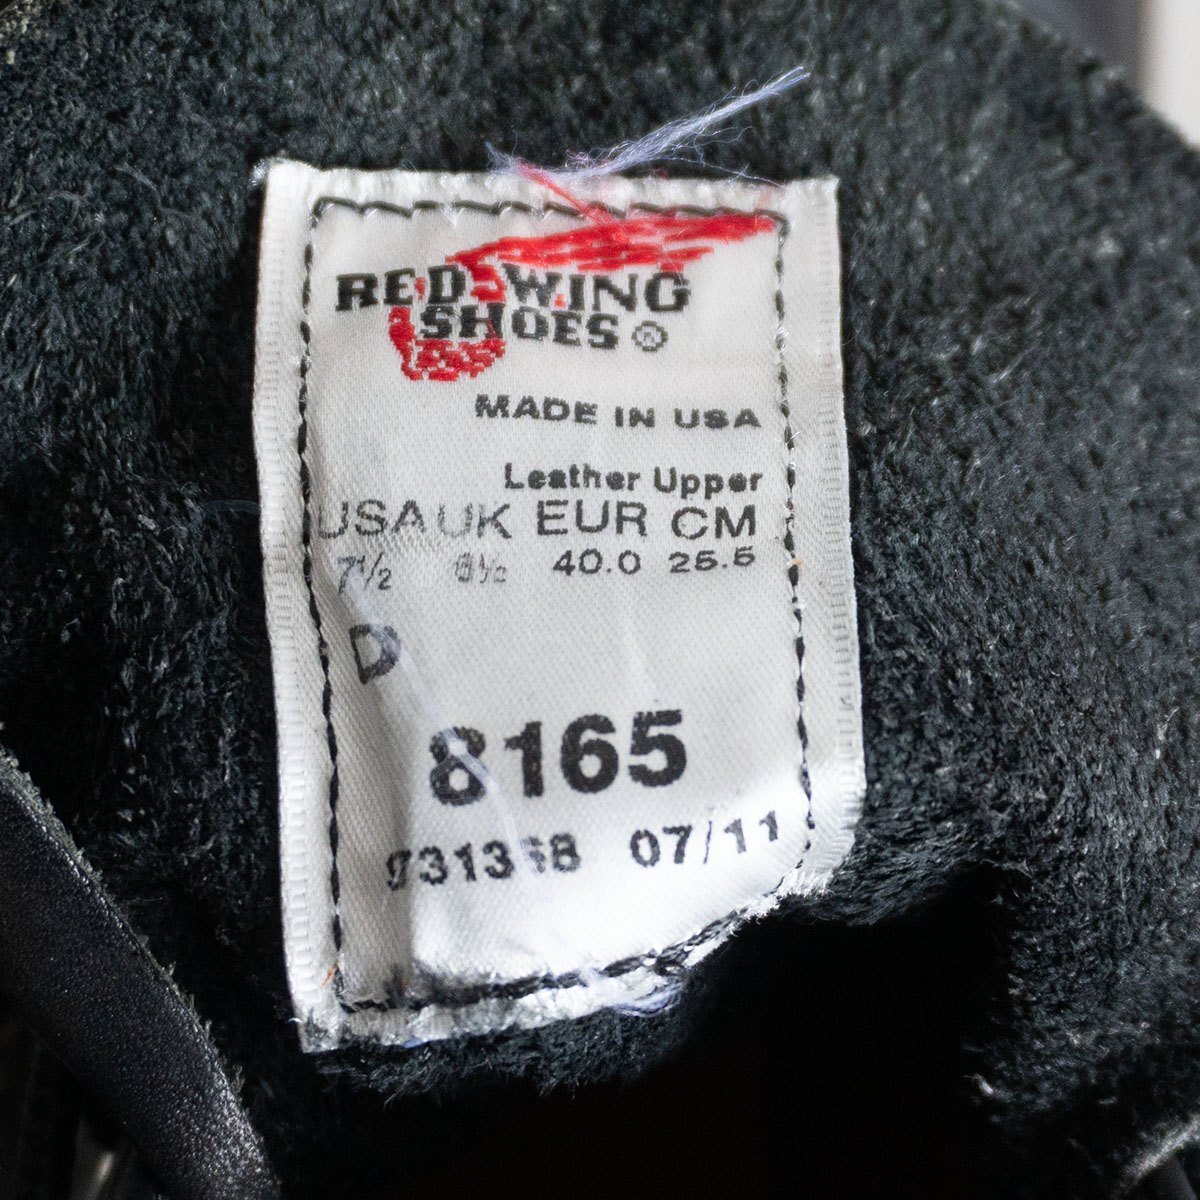 RED WING
SHOES ®
MADE IN USA
Leather Upper
USA UK EUR CM
7½ 6½ 40.0 25.5
D
8165
07/11